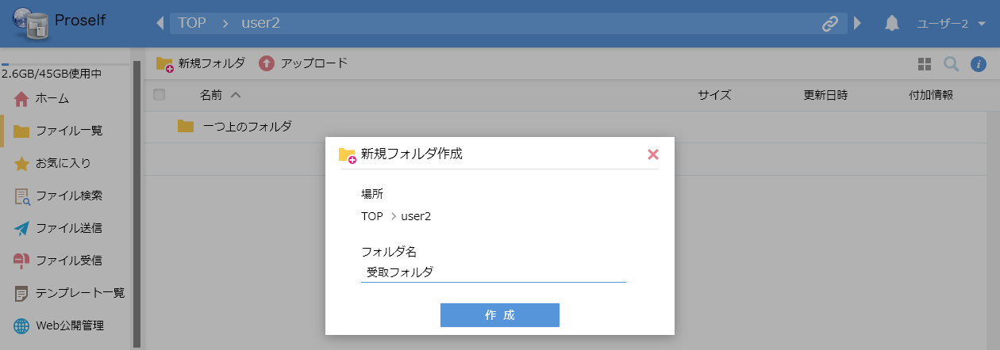 Proself
TOP > user2
ユーザー2
2.6GB/45GB使用中
ホーム
ファイル一覧
お気に入り
ファイル検索
ファイル送信
ファイル受信
テンプレート一覧
Web公開管理
新規フォルダ アップロード
名前 サイズ 更新日時 付加情報
一つ上のフォルダ
新規フォルダ作成
場所
TOP > user2
フォルダ名
受取フォルダ
作 成